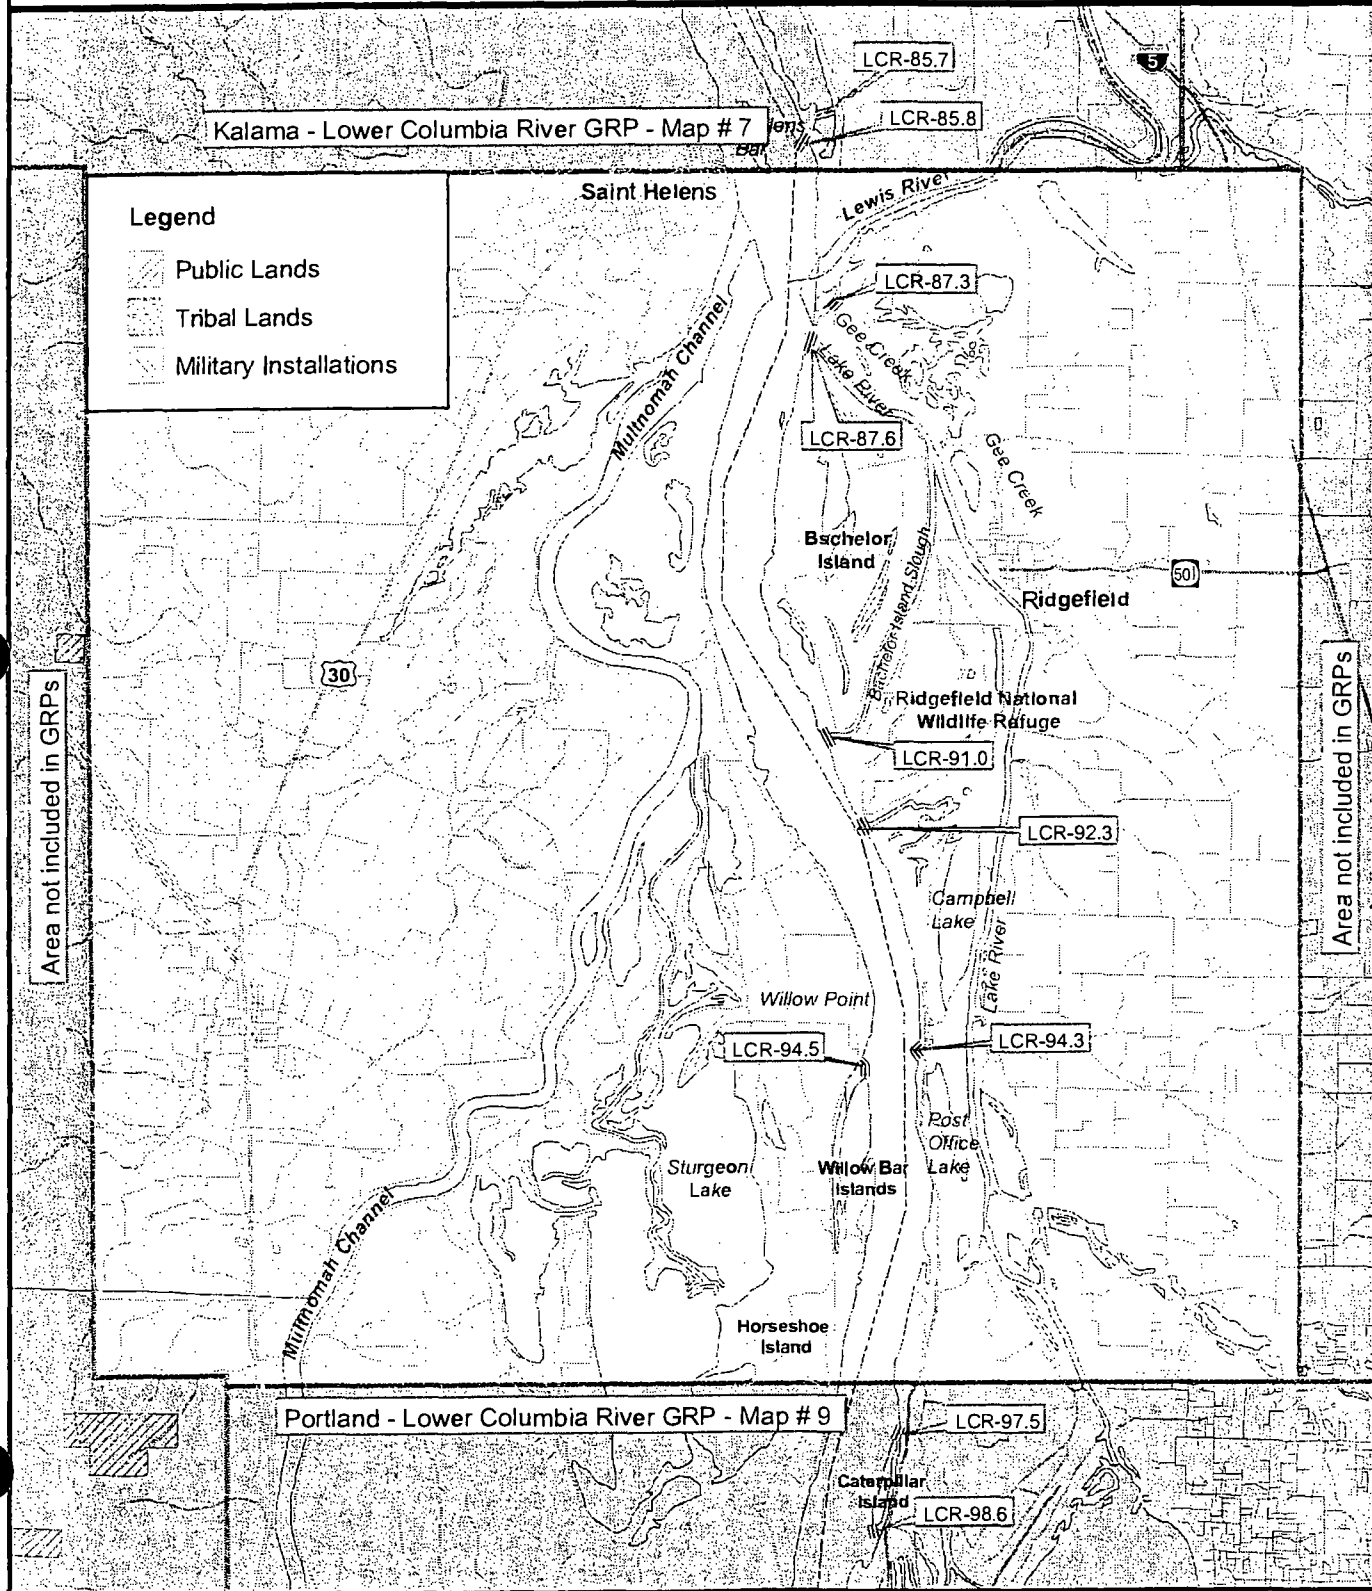 LCR-85.7
5
LCR-85.8
Kalama - Lower Columbia River GRP - Map # 7
Bar
Saint Helens
Lewis River
Legend
Public Lands
Tribal Lands
Military Installations
LCR-87.3
Multnomah Channel
Gee Creek
Lake River
LCR-87.6
Gee Creek
Bachelor
Island
501
Bachelor Island Slough
Ridgefield
30
Area not included in GRPs
Area not included in GRPs
Ridgefield National
Wildlife Refuge
LCR-91.0
LCR-92.3
Campbell
Lake
Lake River
Willow Point
LCR-94.5
LCR-94.3
Post
Office
Lake
Sturgeon
Lake
Willow Bar
Islands
Multnomah Channel
Horseshoe
Island
Portland - Lower Columbia River GRP - Map # 9
LCR-97.5
Caterpillar
Island
LCR-98.6